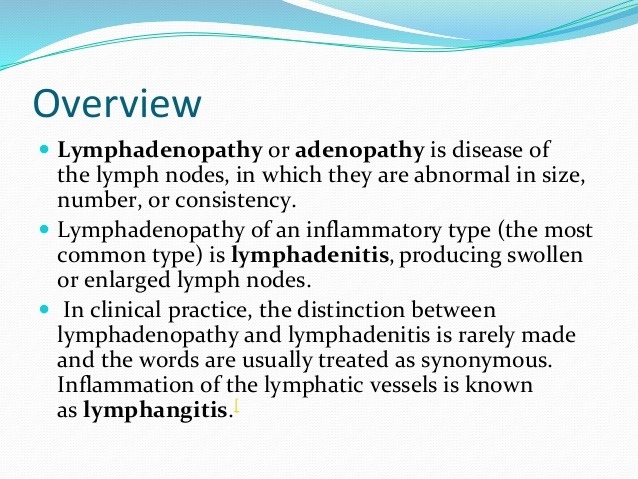 Overview
• Lymphadenopathy or adenopathy is disease of
the lymph nodes, in which they are abnormal in size,
number, or consistency.
• Lymphadenopathy of an inflammatory type (the most
common type) is lymphadenitis, producing swollen
or enlarged lymph nodes.
• In clinical practice, the distinction between
lymphadenopathy and lymphadenitis is rarely made
and the words are usually treated as synonymous.
Inflammation of the lymphatic vessels is known
as lymphangitis.[